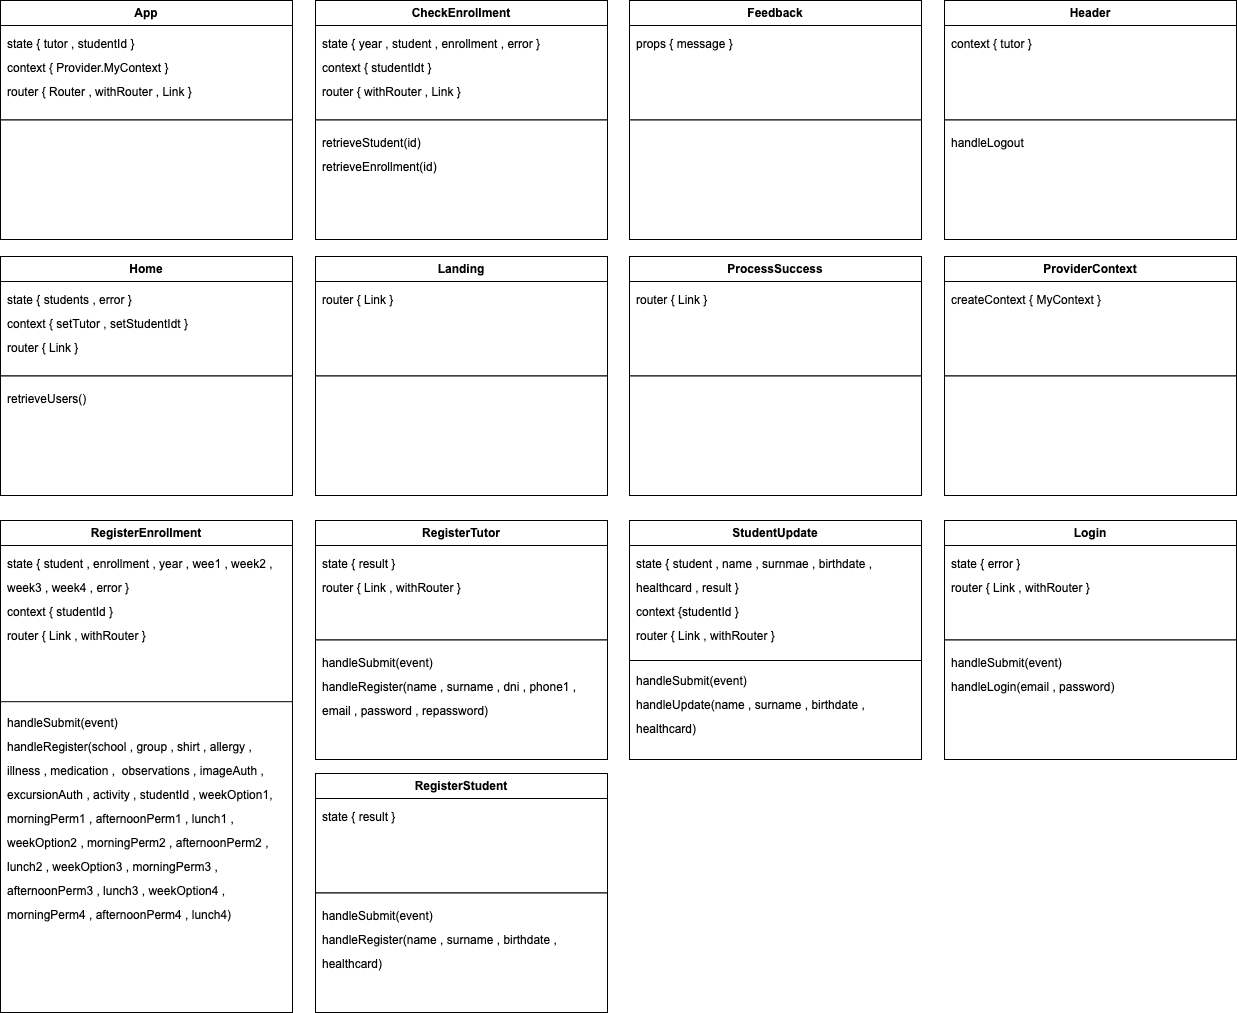 App
state { tutor , studentId }
context { Provider.MyContext }
router { Router , withRouter , Link }
CheckEnrollment
state { year , student , enrollment , error }
context { studentIdt }
router { withRouter , Link }
retrieveStudent(id)
retrieveEnrollment(id)
Feedback
props { message }
Header
context { tutor }
handleLogout
Home
state { students , error }
context { setTutor , setStudentIdt }
router { Link }
retrieveUsers()
Landing
router { Link }
ProcessSuccess
router { Link }
ProviderContext
createContext { MyContext }
RegisterEnrollment
state { student , enrollment , year , wee1 , week2 ,
week3 , week4 , error }
context { studentId }
router { Link , withRouter }
handleSubmit(event)
handleRegister(school , group , shirt , allergy ,
illness , medication ,  observations , imageAuth ,
excursionAuth , activity , studentId , weekOption1,
morningPerm1 , afternoonPerm1 , lunch1 ,
weekOption2 , morningPerm2 , afternoonPerm2 ,
lunch2 , weekOption3 , morningPerm3 ,
afternoonPerm3 , lunch3 , weekOption4 ,
morningPerm4 , afternoonPerm4 , lunch4)
RegisterTutor
state { result }
router { Link , withRouter }
handleSubmit(event)
handleRegister(name , surname , dni , phone1 ,
email , password , repassword)
StudentUpdate
state { student , name , surnmae , birthdate ,
healthcard , result }
context {studentId }
router { Link , withRouter }
handleSubmit(event)
handleUpdate(name , surname , birthdate ,
healthcard)
Login
state { error }
router { Link , withRouter }
handleSubmit(event)
handleLogin(email , password)
RegisterStudent
state { result }
handleSubmit(event)
handleRegister(name , surname , birthdate ,
healthcard)